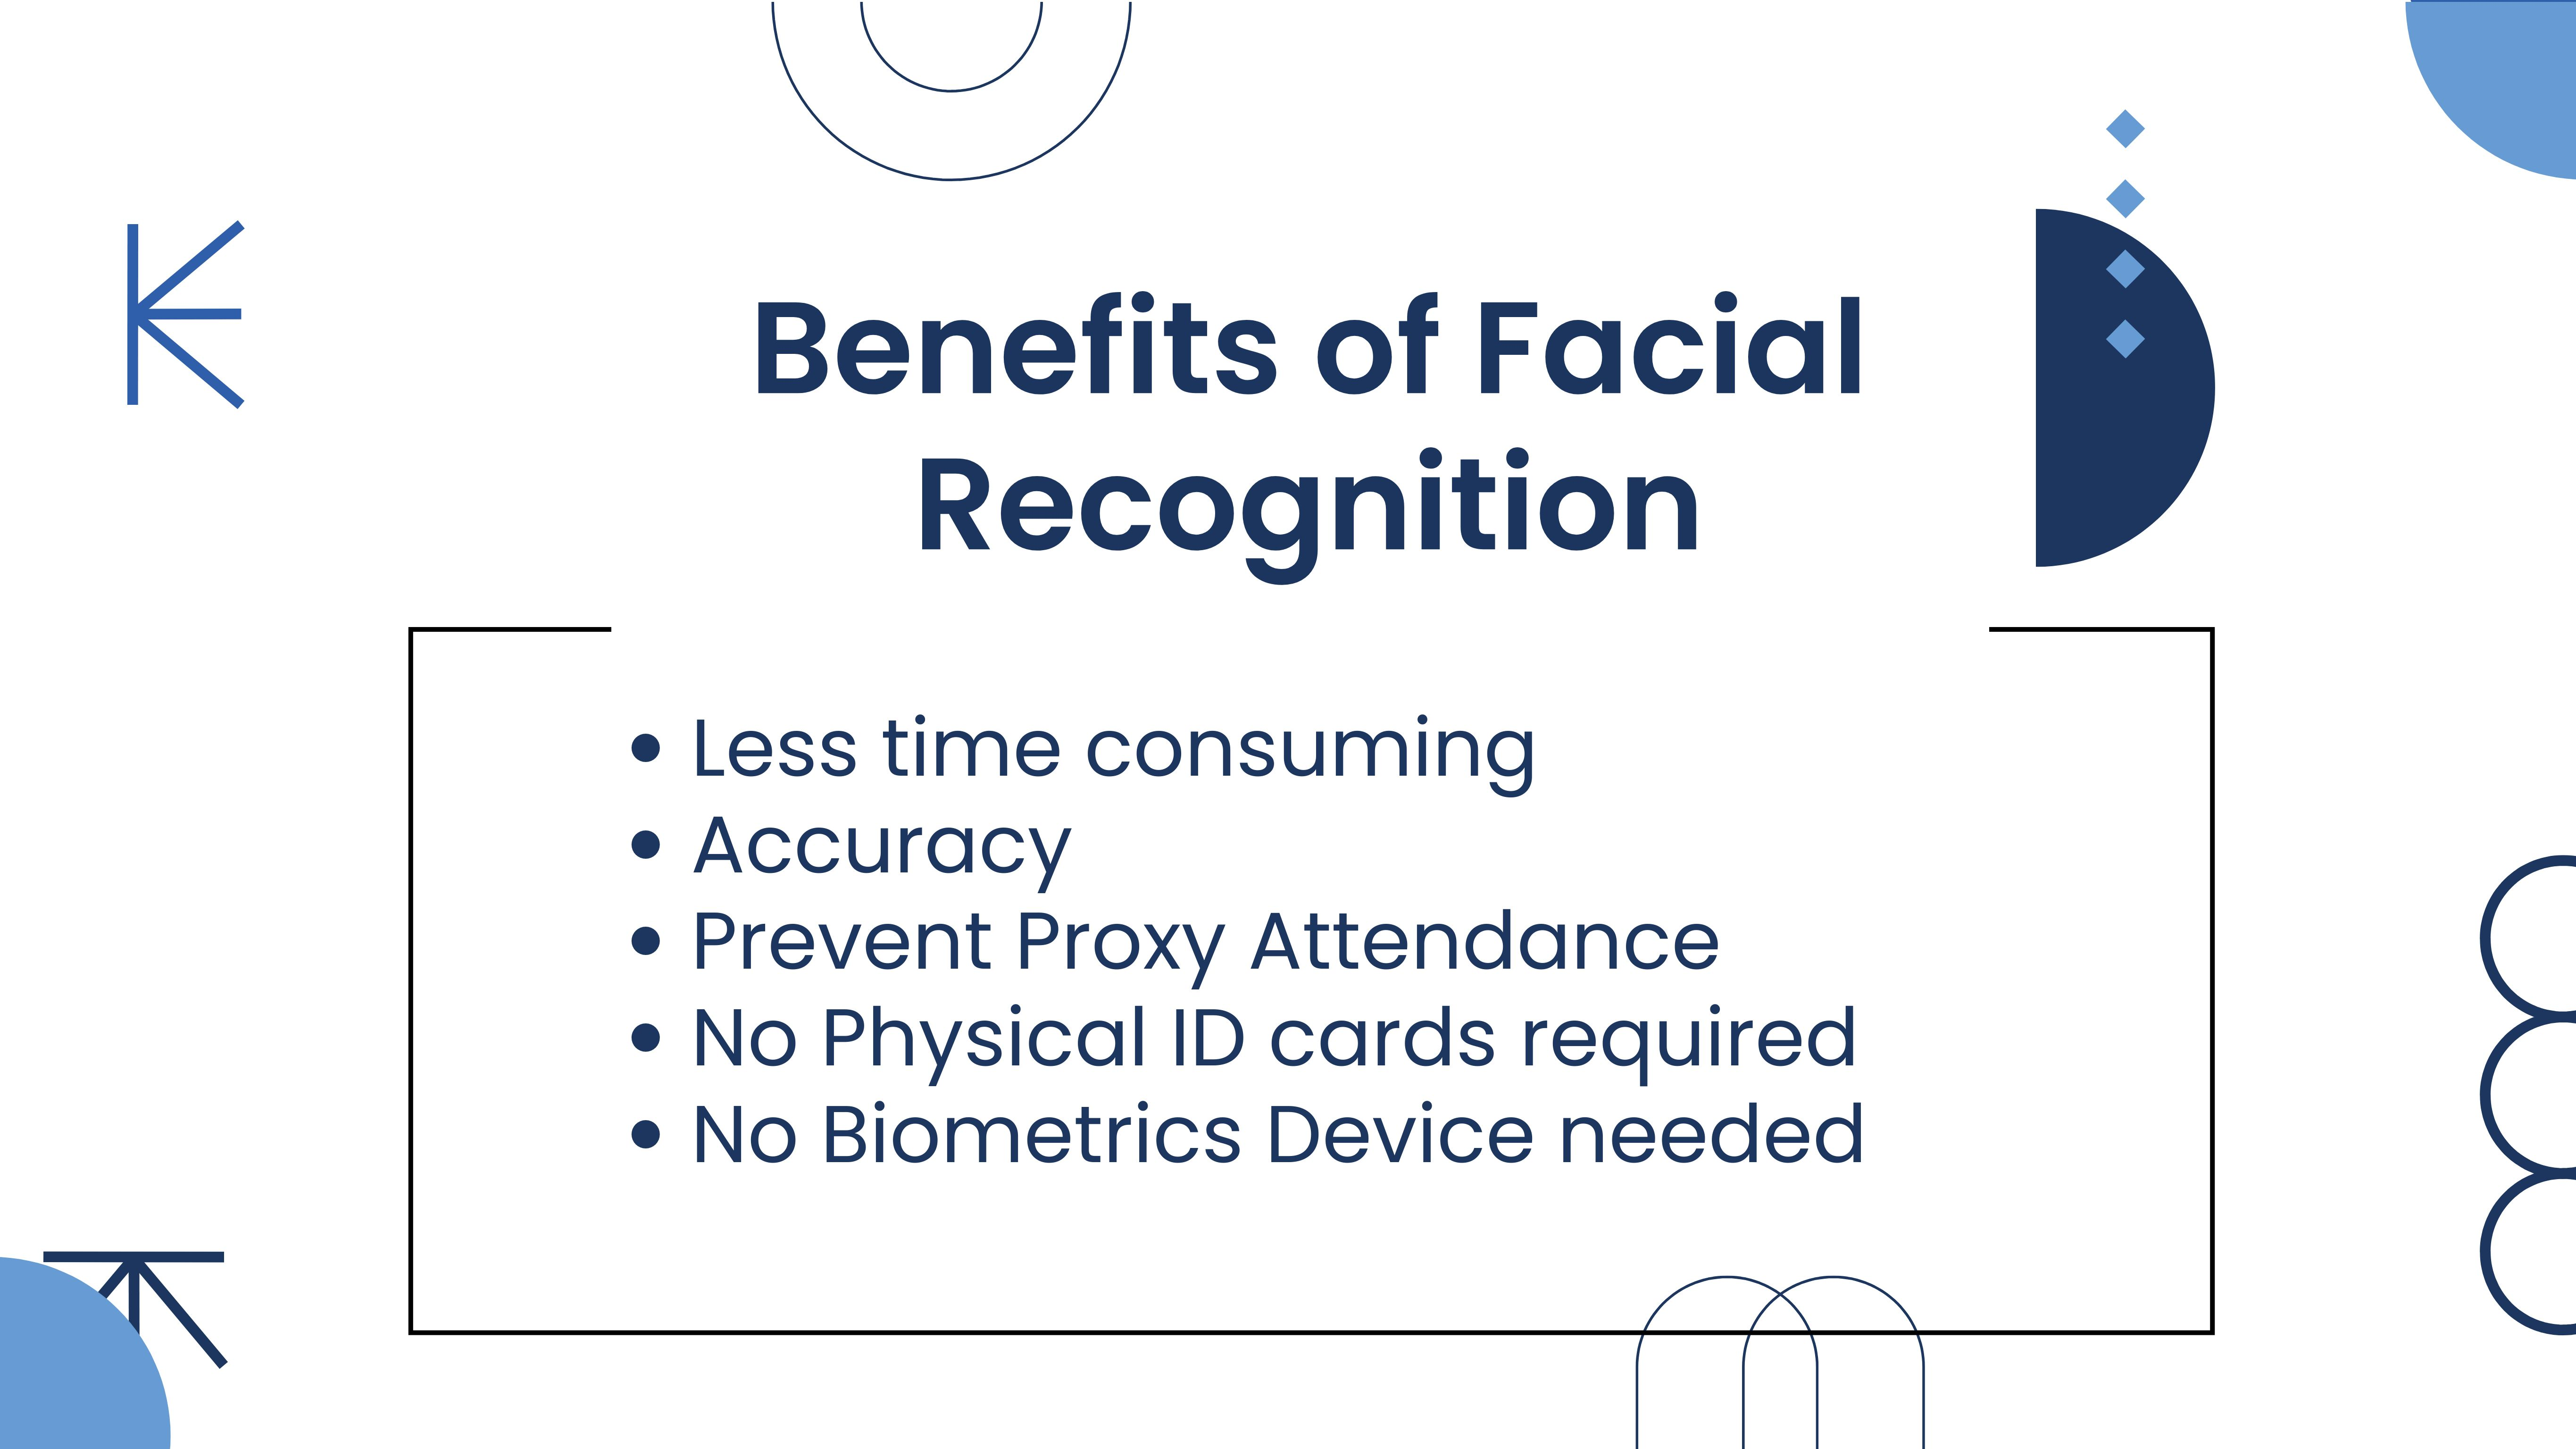 Benefits of Facial
Recognition
• Less time consuming
• Accuracy
• Prevent Proxy Attendance
• No Physical ID cards required
• No Biometrics Device needed